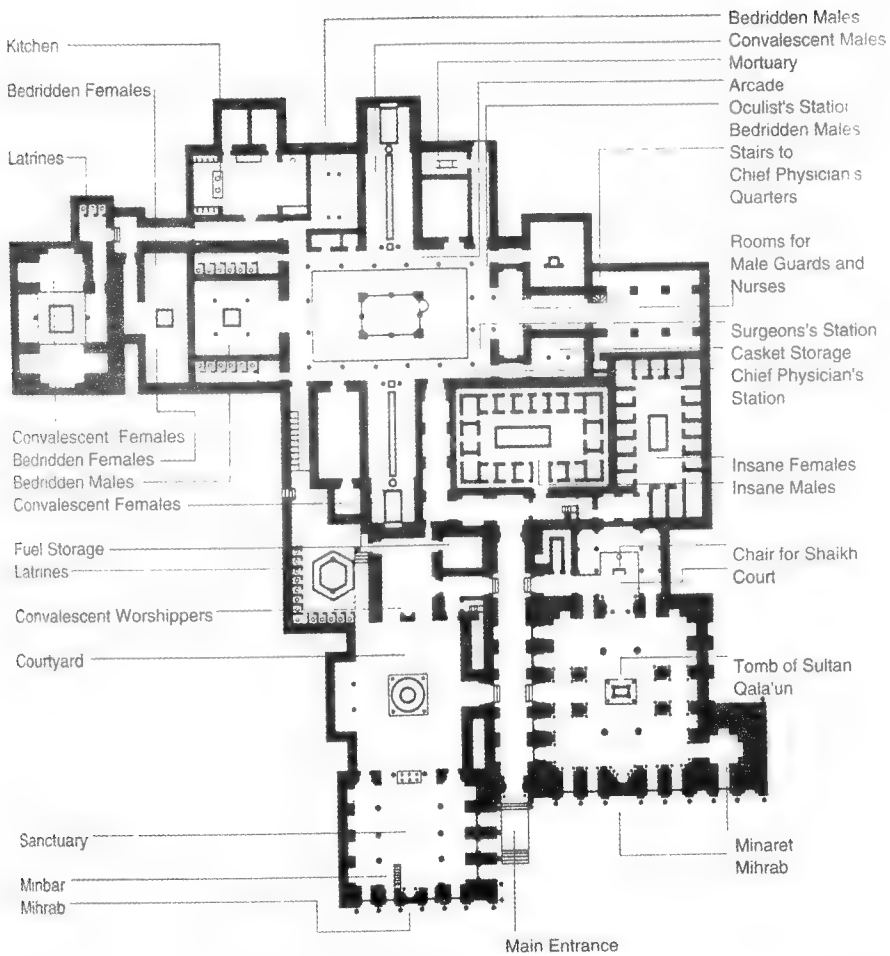 Kitchen
Bedridden Females
Latrines
Convalescent Females
Bedridden Females
Bedridden Males
Convalescent Females
Fuel Storage
Latrines
Convalescent Worshippers
Courtyard
Sanctuary
Minbar
Mihrab
Main Entrance
Bedridden Males
Convalescent Males
Mortuary
Arcade
Oculist's Station
Bedridden Males
Stairs to
Chief Physician's
Quarters
Rooms for
Male Guards and
Nurses
Surgeons's Station
Casket Storage
Chief Physician's
Station
Insane Females
Insane Males
Chair for Shaikh
Court
Tomb of Sultan
Qala'un
Minaret
Mihrab